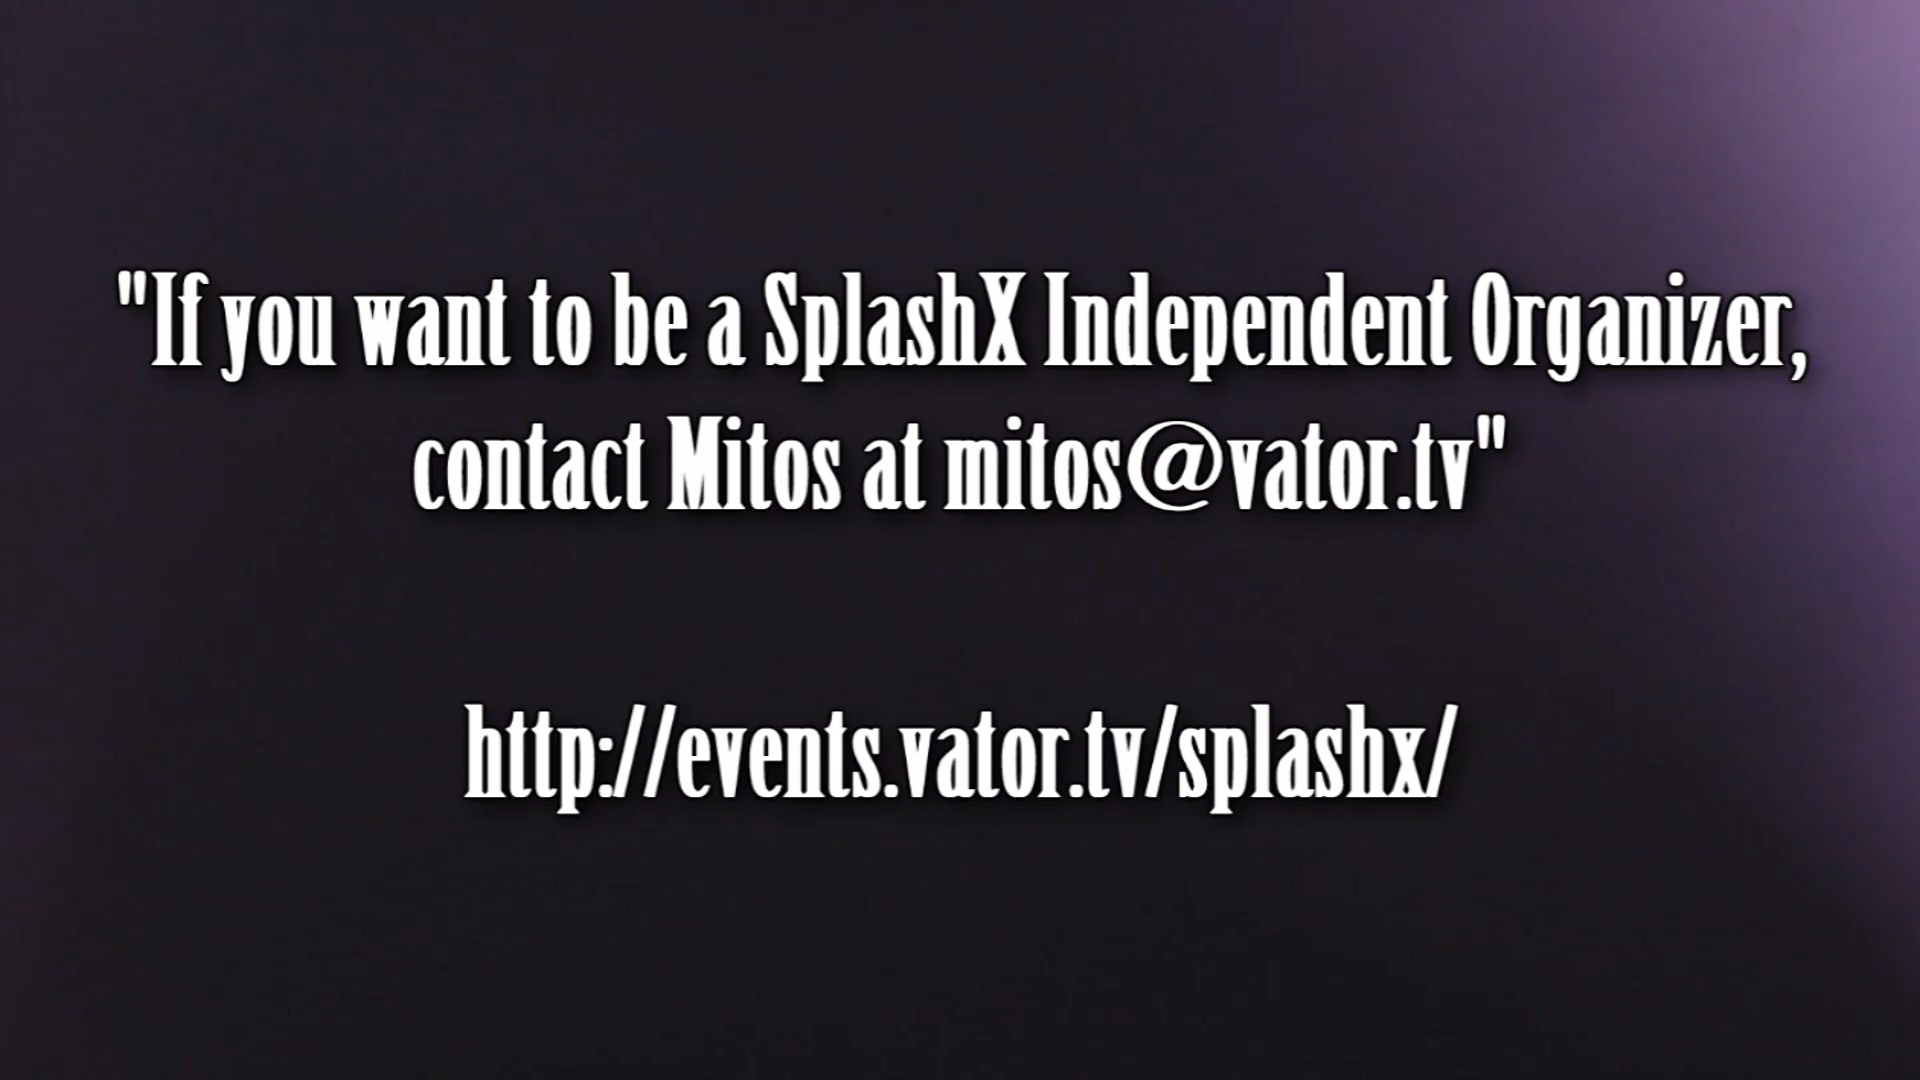 "If you want to be a SplashX Independent Organizer,
contact Mitos at mitos@vator.tv"
http://events.vator.tv/splashx/